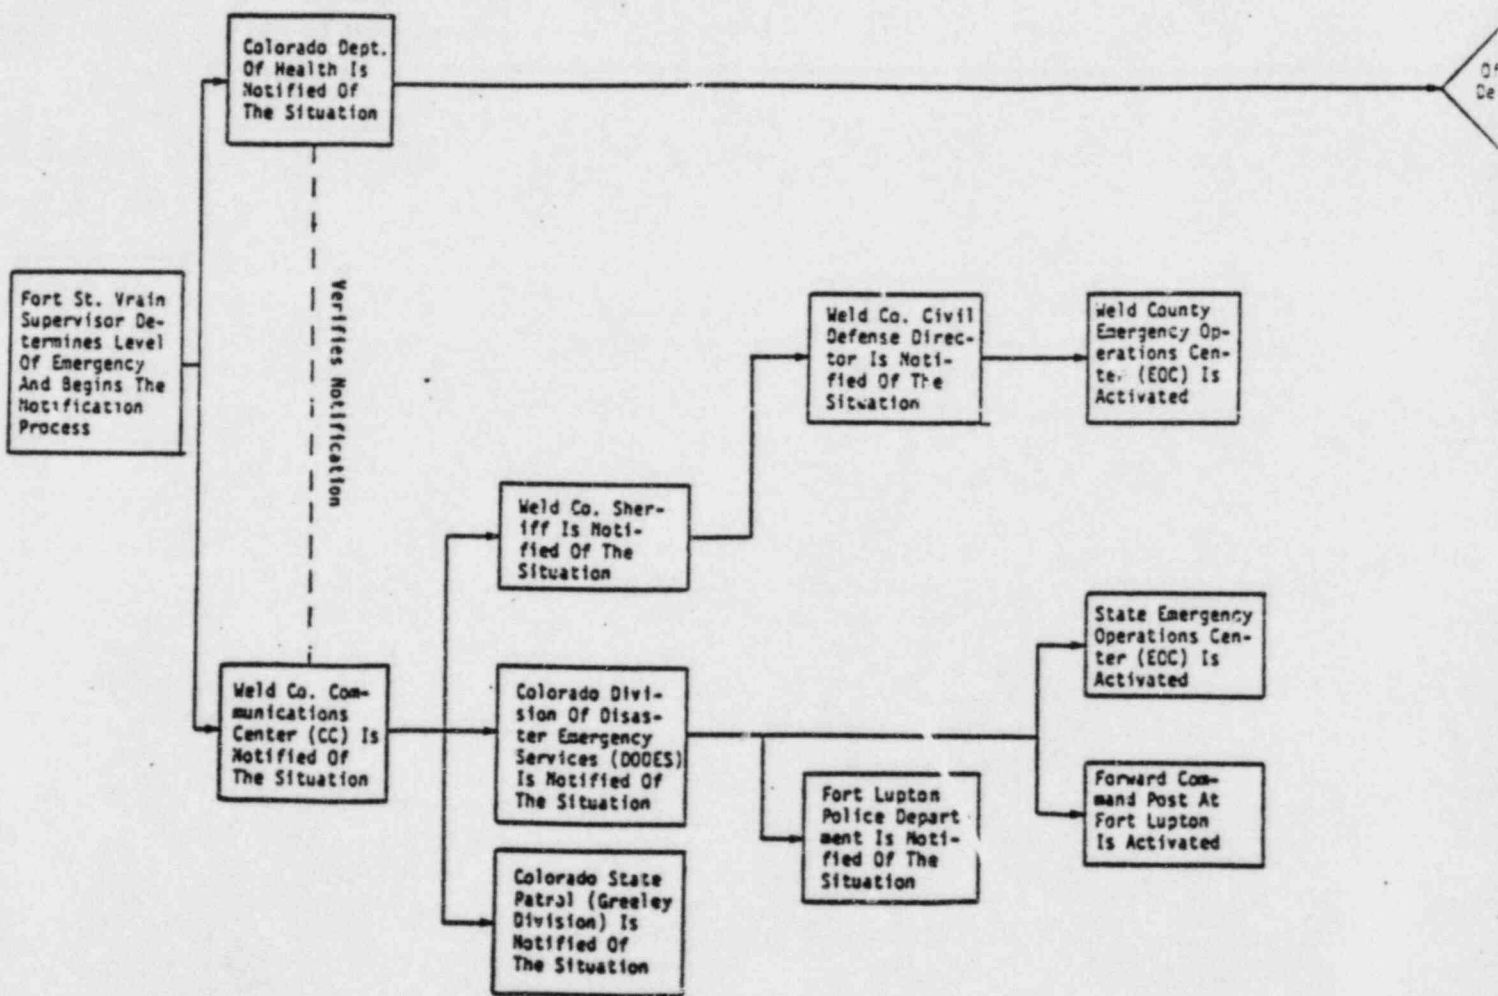 Colorado Dept.
Of Health Is
Notified Of
The Situation
Of
De
Fort St. Vrain
Supervisor De-
termines Level
Of Emergency
And Begins The
Notification
Process
Verifies Notification
Weld Co. Civil
Defense Direc-
tor Is Noti-
fied Of The
Situation
Weld County
Emergency Op-
erations Cen-
ter (EOC) Is
Activated
Weld Co. Sher-
iff Is Noti-
fied Of The
Situation
State Emergency
Operations Cen-
ter (EOC) Is
Activated
Weld Co. Com-
munications
Center (CC) Is
Notified Of
The Situation
Colorado Divi-
sion Of Disas-
ter Emergency
Services (DODES)
Is Notified Of
The Situation
Fort Lupton
Police Depart
ment Is Noti-
fied Of The
Situation
Forward Com-
mand Post At
Fort Lupton
Is Activated
Colorado State
Patrol (Greeley
Division) Is
Notified Of
The Situation